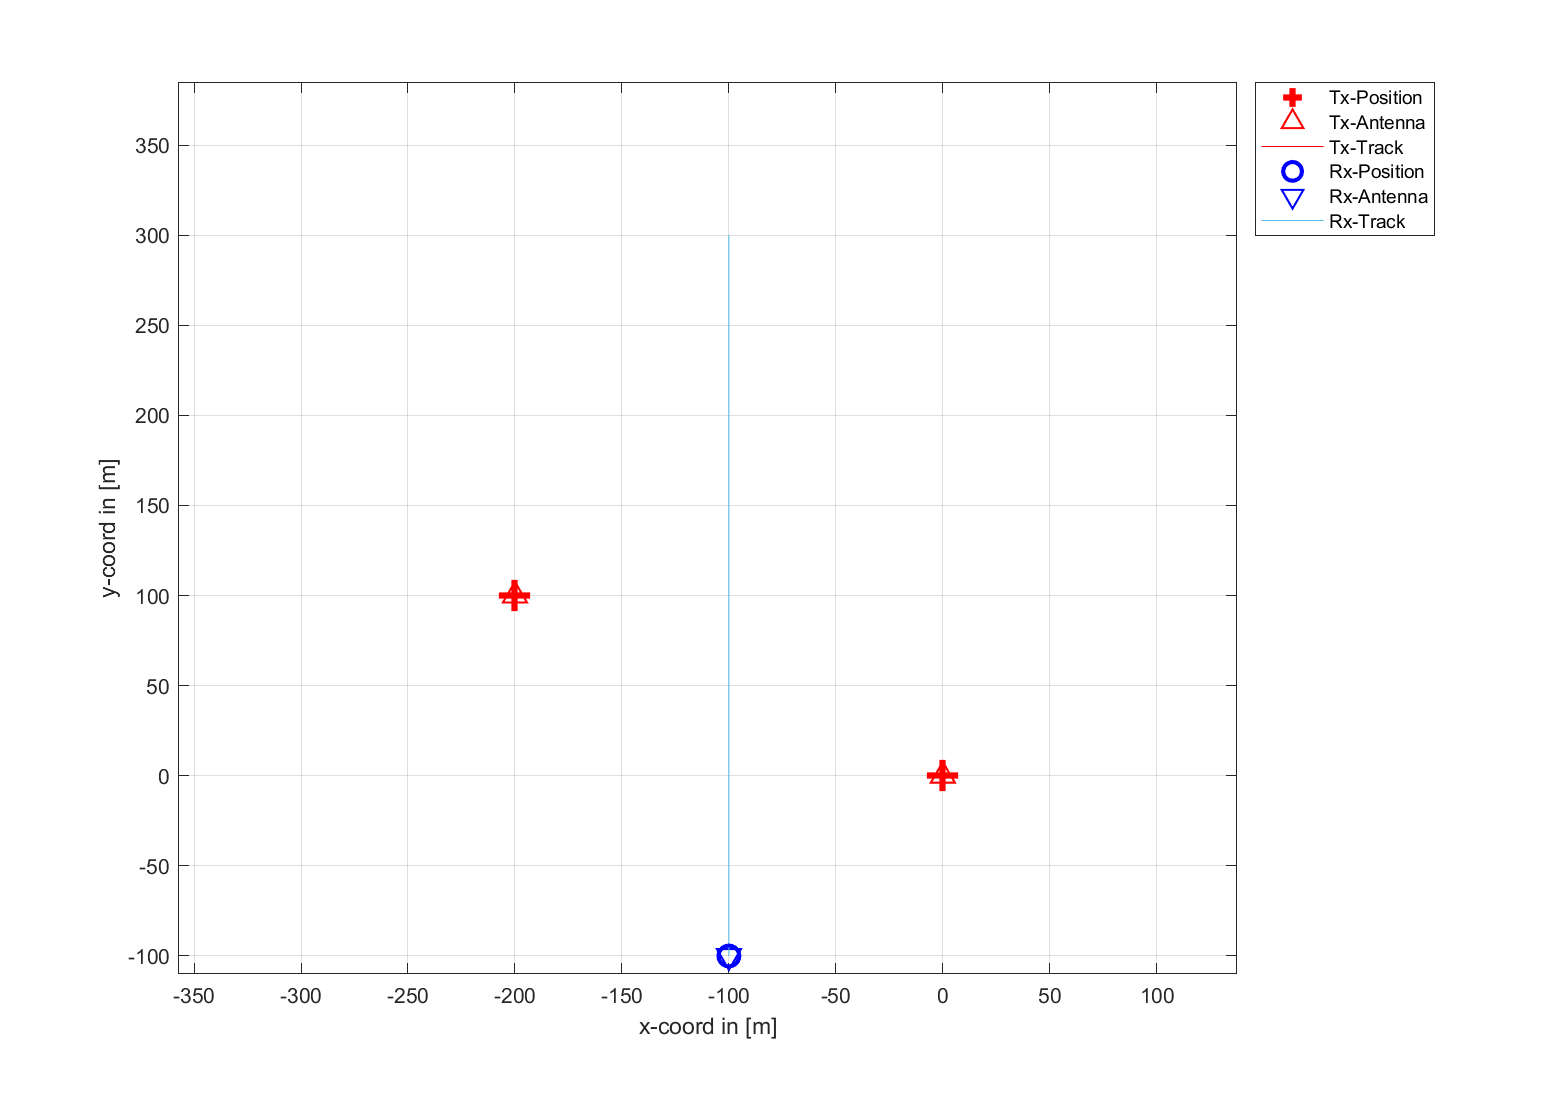 Tx-Position
Tx-Antenna
Tx-Track
Rx-Position
Rx-Antenna
Rx-Track
350
300
250
200
150
100
50
0
-50
-100
y-coord in [m]
-350 -300 -250 -200 -150 -100 -50 0 50 100
x-coord in [m]